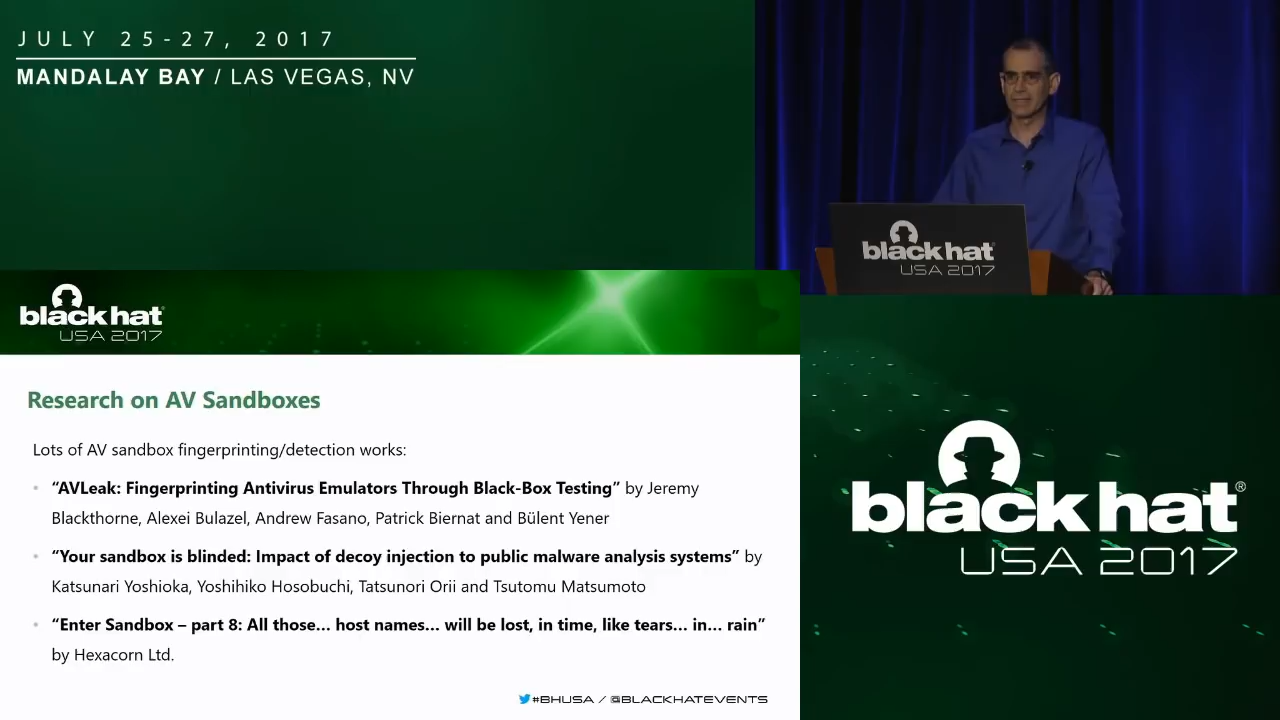 JULY 25-27, 2017
MANDALAY BAY / LAS VEGAS, NV
black hat
USA 2017
black hat
USA 2017
Research on AV Sandboxes
Lots of AV sandbox fingerprinting/detection works:
• “AVLeak: Fingerprinting Antivirus Emulators Through Black-Box Testing” by Jeremy
Blackthorne, Alexei Bulazel, Andrew Fasano, Patrick Biernat and Bülent Yener
• “Your sandbox is blinded: Impact of decoy injection to public malware analysis systems” by
Katsunari Yoshioka, Yoshihiko Hosobuchi, Tatsunori Orii and Tsutomu Matsumoto
• “Enter Sandbox – part 8: All those... host names... will be lost, in time, like tears... in... rain”
by Hexacorn Ltd.
#BHUSA / @BLACKHATEVENTS
black hat®
USA 2017